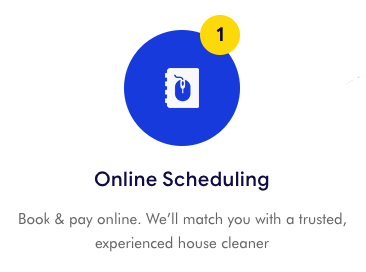 1
Online Scheduling
Book & pay online. We’ll match you with a trusted,
experienced house cleaner